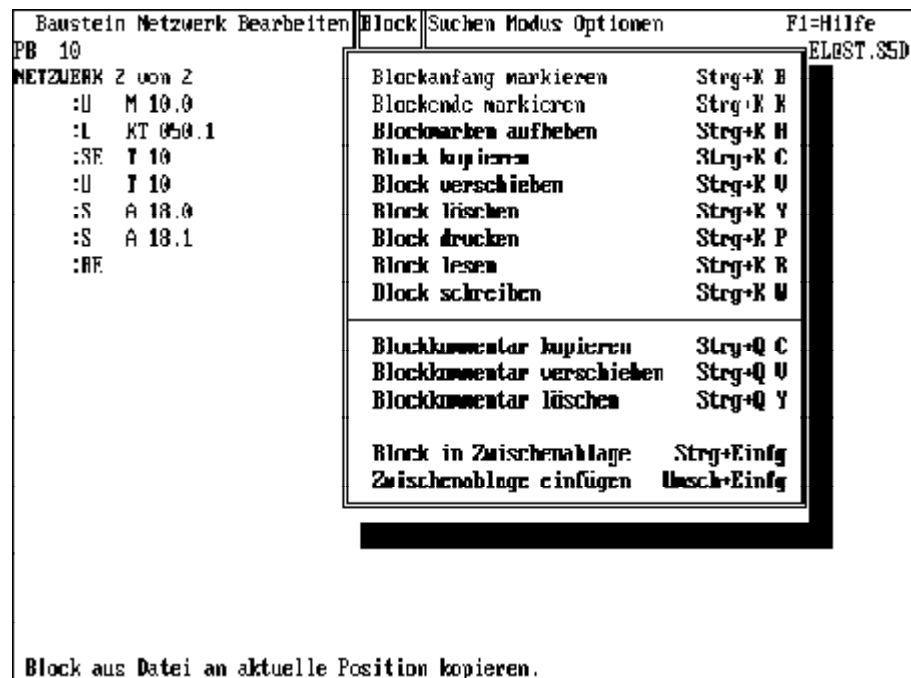 Baustein Netzwerk Bearbeiten Block Suchen Modus Optionen F1=Hilfe
PB 10 EL@ST.S5D
NETZWERK 2 von 2
:U M 10.0
:L KT 050.1
:SE T 10
:U T 10
:S A 18.0
:S A 18.1
:BE
Blockanfang markieren Strg+K B
Blockende markieren Strg+K K
Blockmarken aufheben Strg+K H
Block kopieren Strg+K C
Block verschieben Strg+K V
Block löschen Strg+K Y
Block drucken Strg+K P
Block lesen Strg+K R
Block schreiben Strg+K W
Blockkommentar kopieren Strg+Q C
Blockkommentar verschieben Strg+Q V
Blockkommentar löschen Strg+Q Y
Block in Zwischenablage Strg+Einfg
Zwischenablage einfügen Umsch+Einfg
Block aus Datei an aktuelle Position kopieren.